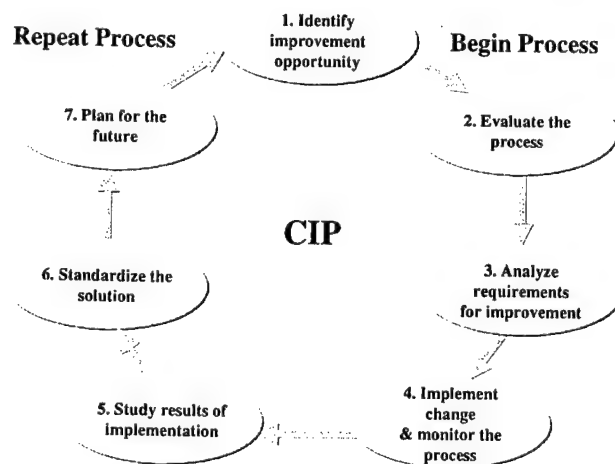 Repeat Process
Begin Process
1. Identify
improvement
opportunity
2. Evaluate the
process
3. Analyze
requirements
for improvement
4. Implement
change
& monitor the
process
5. Study results of
implementation
6. Standardize the
solution
7. Plan for the
future
CIP